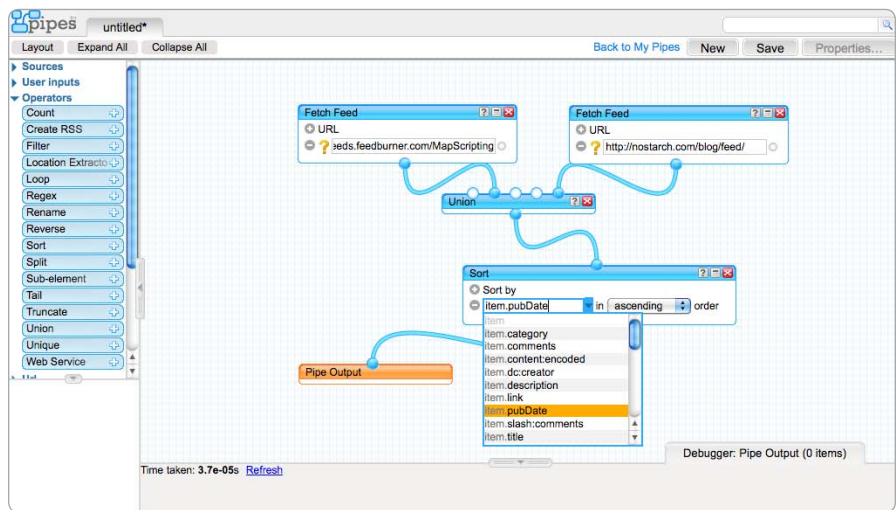 pipes untitled*
Layout Expand All Collapse All Back to My Pipes New Save Properties...
Sources
User inputs
Operators
Count
Create RSS
Filter
Location Extracto
Loop
Regex
Rename
Reverse
Sort
Split
Sub-element
Tail
Truncate
Union
Unique
Web Service
Fetch Feed
URL
eds.feedburner.com/MapScripting
Fetch Feed
URL
http://nostarch.com/blog/feed/
Union
Sort
Sort by
item.pubDate in ascending order
item
item.category
item.comments
item.content:encoded
item.dc:creator
item.description
item.link
item.pubDate
item.slash:comments
item.title
Pipe Output
Debugger: Pipe Output (0 items)
Time taken: 3.7e-05s Refresh